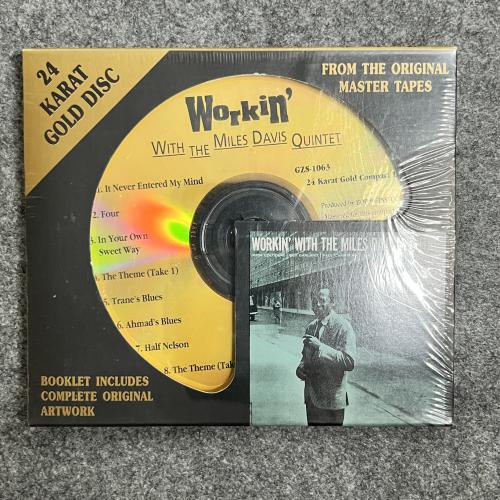 24
KARAT
GOLD DISC
FROM THE ORIGINAL
MASTER TAPES
Workin'
WITH THE MILES DAVIS QUINTET
GZS-1063
24 Karat Gold Compact
1. It Never Entered My Mind
2. Four
3. In Your Own
Sweet Way
4. The Theme (Take 1)
5. Trane's Blues
6. Ahmad's Blues
7. Half Nelson
8. The Theme (Tak
Produced by
WORKIN' WITH THE MILES
BOOKLET INCLUDES
COMPLETE ORIGINAL
ARTWORK